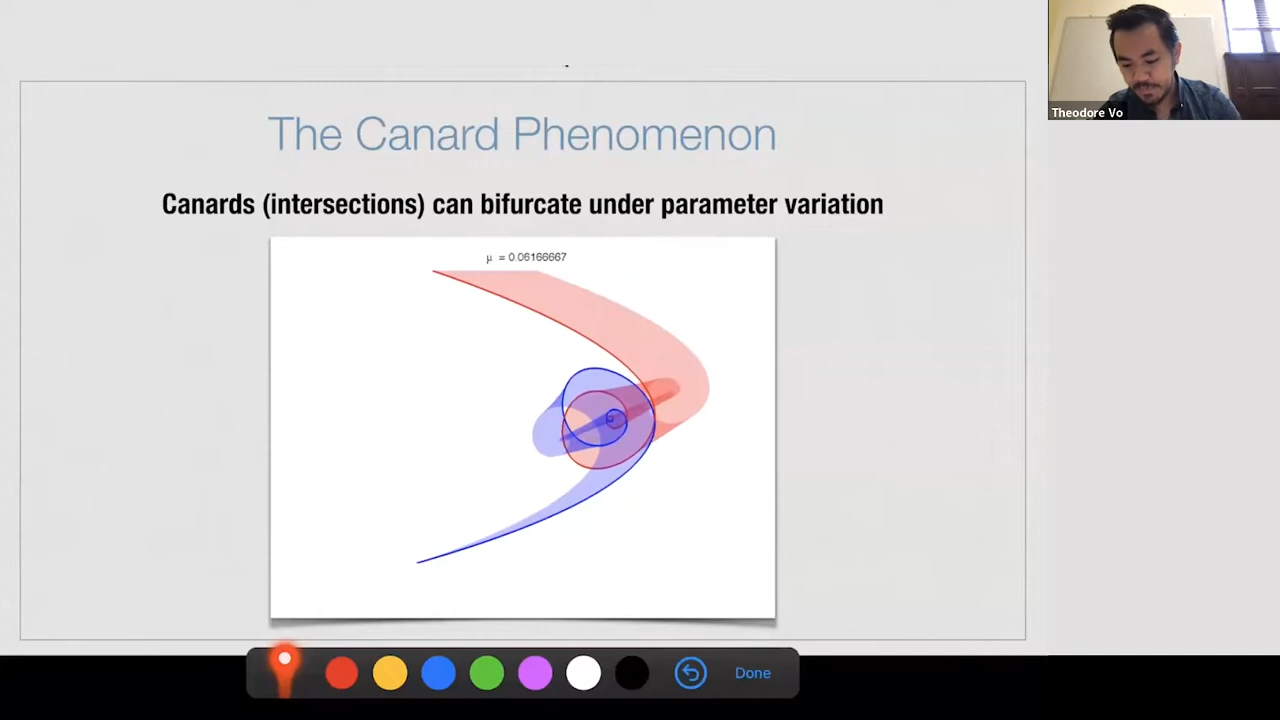 Theodore Vo
The Canard Phenomenon
Canards (intersections) can bifurcate under parameter variation
μ = 0.06166667
Done